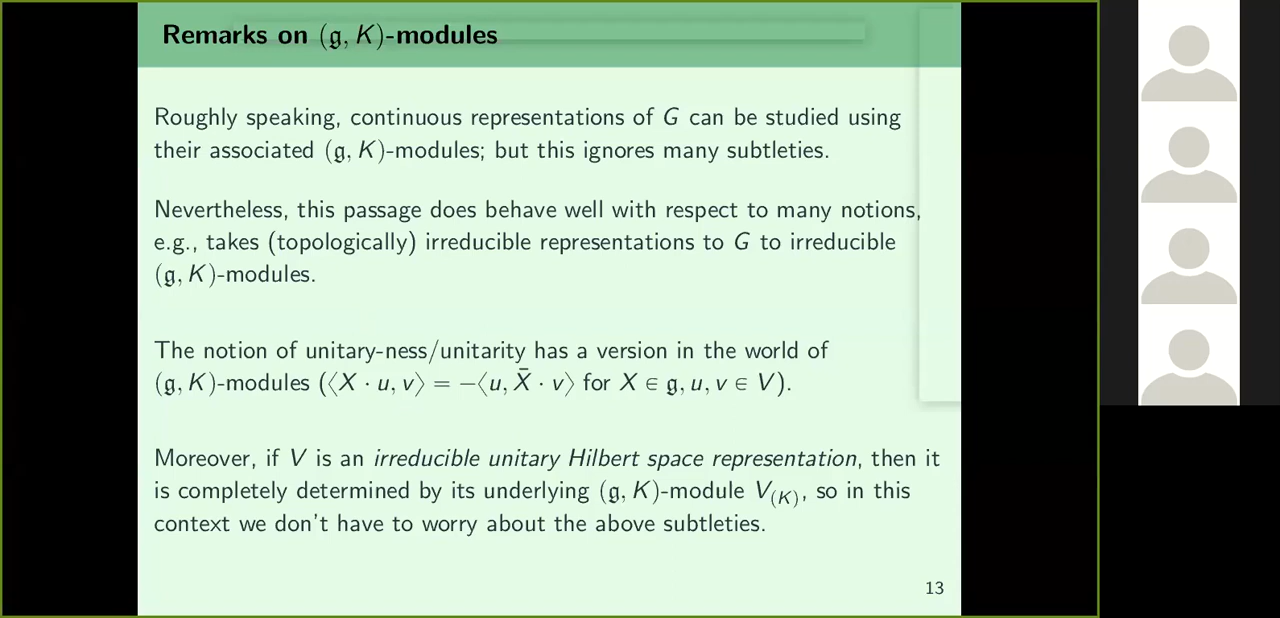 Remarks on (𝔤, K)-modules
Roughly speaking, continuous representations of G can be studied using
their associated (𝔤, K)-modules; but this ignores many subtleties.
Nevertheless, this passage does behave well with respect to many notions,
e.g., takes (topologically) irreducible representations to G to irreducible
(𝔤, K)-modules.
The notion of unitary-ness/unitarity has a version in the world of
(𝔤, K)-modules (⟨X · u, v⟩ = −⟨u, X̄ · v⟩ for X ∈ 𝔤, u, v ∈ V).
Moreover, if V is an irreducible unitary Hilbert space representation, then it
is completely determined by its underlying (𝔤, K)-module V₍K₎, so in this
context we don't have to worry about the above subtleties.
13